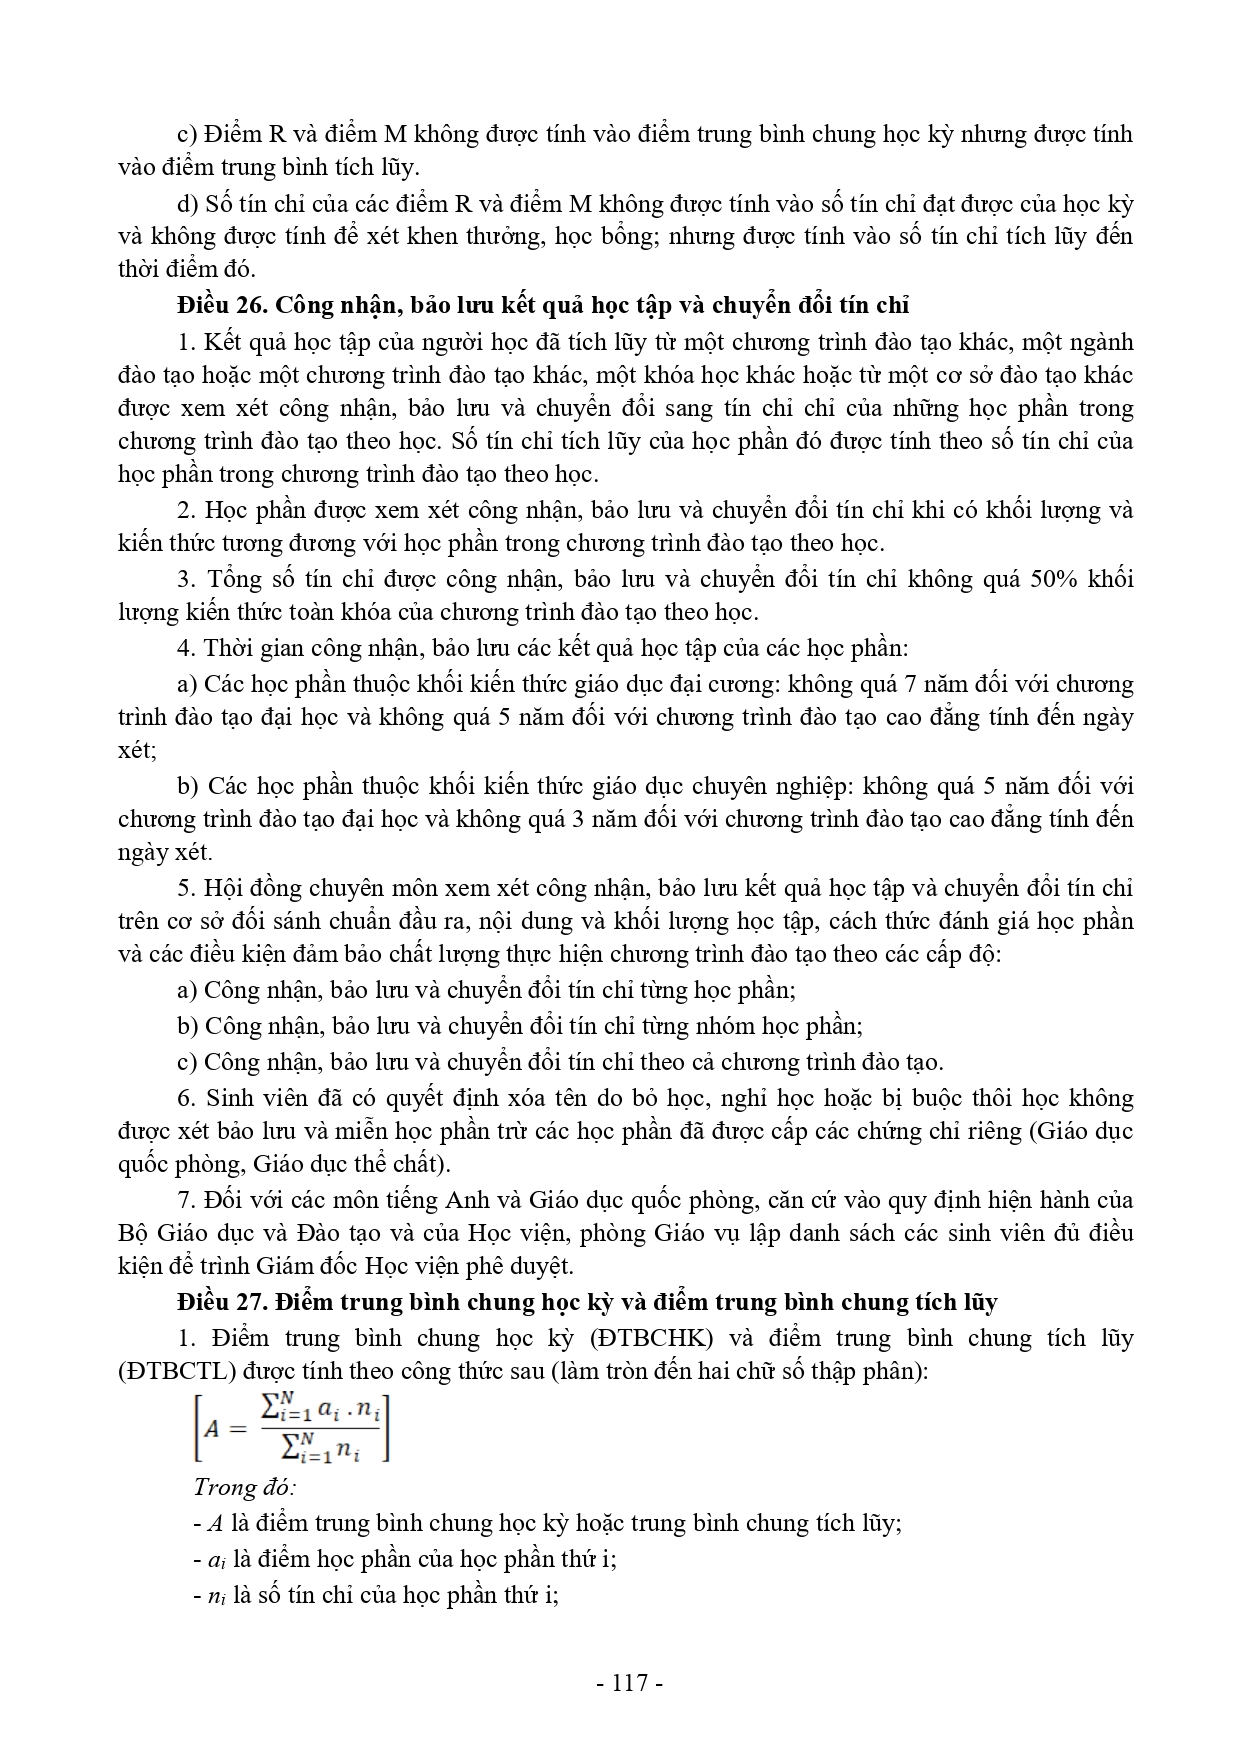 c) Điểm R và điểm M không được tính vào điểm trung bình chung học kỳ nhưng được tính
vào điểm trung bình tích lũy.
d) Số tín chỉ của các điểm R và điểm M không được tính vào số tín chỉ đạt được của học kỳ
và không được tính để xét khen thưởng, học bổng; nhưng được tính vào số tín chỉ tích lũy đến
thời điểm đó.
Điều 26. Công nhận, bảo lưu kết quả học tập và chuyển đổi tín chỉ
1. Kết quả học tập của người học đã tích lũy từ một chương trình đào tạo khác, một ngành
đào tạo hoặc một chương trình đào tạo khác, một khóa học khác hoặc từ một cơ sở đào tạo khác
được xem xét công nhận, bảo lưu và chuyển đổi sang tín chỉ chỉ của những học phần trong
chương trình đào tạo theo học. Số tín chỉ tích lũy của học phần đó được tính theo số tín chỉ của
học phần trong chương trình đào tạo theo học.
2. Học phần được xem xét công nhận, bảo lưu và chuyển đổi tín chỉ khi có khối lượng và
kiến thức tương đương với học phần trong chương trình đào tạo theo học.
3. Tổng số tín chỉ được công nhận, bảo lưu và chuyển đổi tín chỉ không quá 50% khối
lượng kiến thức toàn khóa của chương trình đào tạo theo học.
4. Thời gian công nhận, bảo lưu các kết quả học tập của các học phần:
a) Các học phần thuộc khối kiến thức giáo dục đại cương: không quá 7 năm đối với chương
trình đào tạo đại học và không quá 5 năm đối với chương trình đào tạo cao đẳng tính đến ngày
xét;
b) Các học phần thuộc khối kiến thức giáo dục chuyên nghiệp: không quá 5 năm đối với
chương trình đào tạo đại học và không quá 3 năm đối với chương trình đào tạo cao đẳng tính đến
ngày xét.
5. Hội đồng chuyên môn xem xét công nhận, bảo lưu kết quả học tập và chuyển đổi tín chỉ
trên cơ sở đối sánh chuẩn đầu ra, nội dung và khối lượng học tập, cách thức đánh giá học phần
và các điều kiện đảm bảo chất lượng thực hiện chương trình đào tạo theo các cấp độ:
a) Công nhận, bảo lưu và chuyển đổi tín chỉ từng học phần;
b) Công nhận, bảo lưu và chuyển đổi tín chỉ từng nhóm học phần;
c) Công nhận, bảo lưu và chuyển đổi tín chỉ theo cả chương trình đào tạo.
6. Sinh viên đã có quyết định xóa tên do bỏ học, nghỉ học hoặc bị buộc thôi học không
được xét bảo lưu và miễn học phần trừ các học phần đã được cấp các chứng chỉ riêng (Giáo dục
quốc phòng, Giáo dục thể chất).
7. Đối với các môn tiếng Anh và Giáo dục quốc phòng, căn cứ vào quy định hiện hành của
Bộ Giáo dục và Đào tạo và của Học viện, phòng Giáo vụ lập danh sách các sinh viên đủ điều
kiện để trình Giám đốc Học viện phê duyệt.
Điều 27. Điểm trung bình chung học kỳ và điểm trung bình chung tích lũy
1. Điểm trung bình chung học kỳ (ĐTBCHK) và điểm trung bình chung tích lũy
(ĐTBCTL) được tính theo công thức sau (làm tròn đến hai chữ số thập phân):
[A = \frac{\sum_{i=1}^{N} a_i . n_i}{\sum_{i=1}^{N} n_i}]
Trong đó:
- A là điểm trung bình chung học kỳ hoặc trung bình chung tích lũy;
- aᵢ là điểm học phần của học phần thứ i;
- nᵢ là số tín chỉ của học phần thứ i;
- 117 -